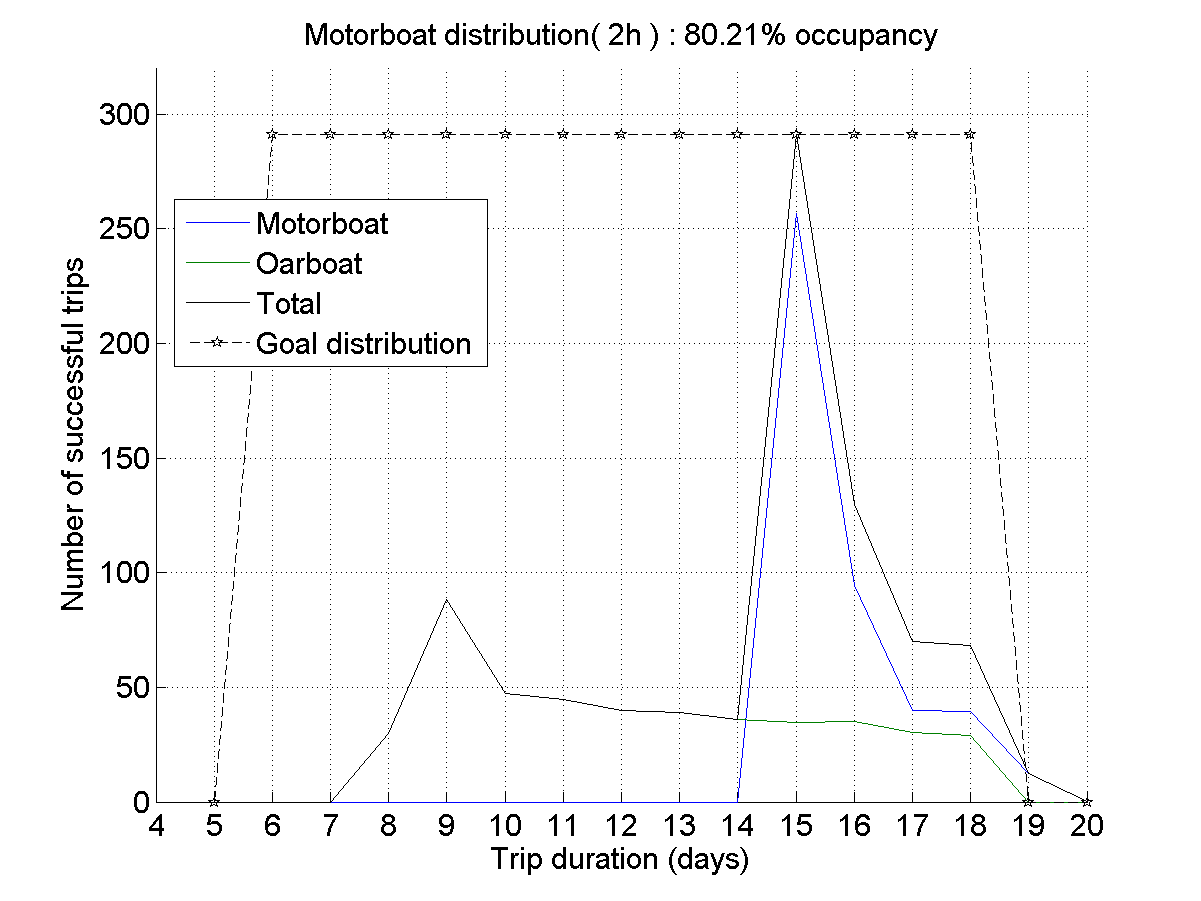 Motorboat distribution( 2h ) : 80.21% occupancy
300
250
200
150
100
50
0
Number of successful trips
Motorboat
Oarboat
Total
Goal distribution
4 5 6 7 8 9 10 11 12 13 14 15 16 17 18 19 20
Trip duration (days)